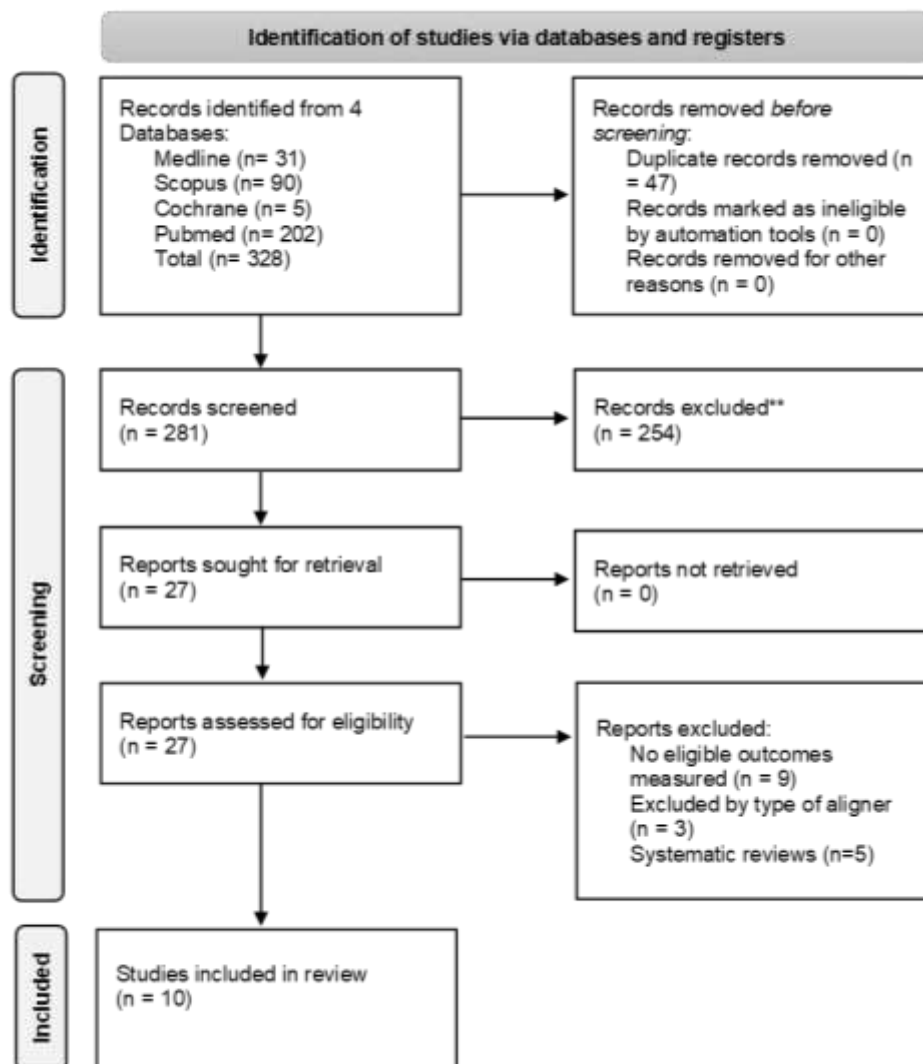 Identification of studies via databases and registers
Identification
Records identified from 4
Databases:
Medline (n= 31)
Scopus (n= 90)
Cochrane (n= 5)
Pubmed (n= 202)
Total (n= 328)
Records removed before
screening:
Duplicate records removed (n
= 47)
Records marked as ineligible
by automation tools (n = 0)
Records removed for other
reasons (n = 0)
Screening
Records screened
(n = 281)
Records excluded**
(n = 254)
Reports sought for retrieval
(n = 27)
Reports not retrieved
(n = 0)
Reports assessed for eligibility
(n = 27)
Reports excluded:
No eligible outcomes
measured (n = 9)
Excluded by type of aligner
(n = 3)
Systematic reviews (n=5)
Included
Studies included in review
(n = 10)